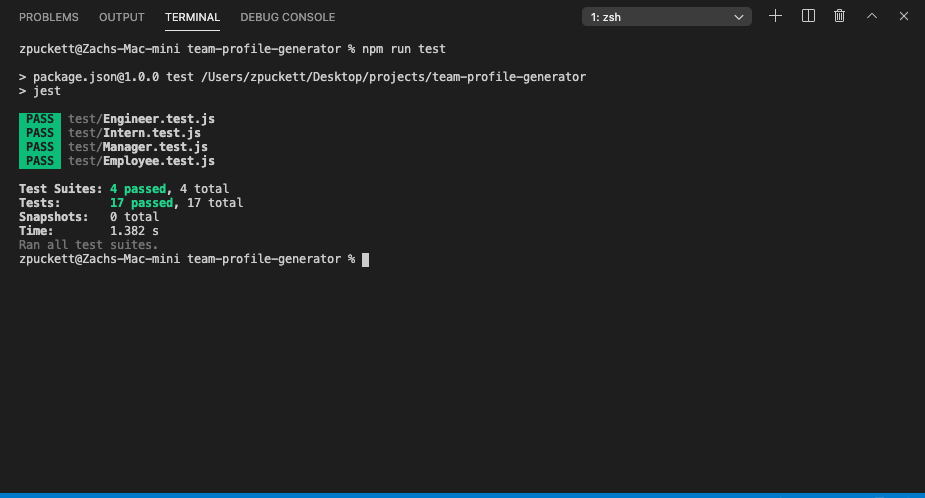 PROBLEMS OUTPUT TERMINAL DEBUG CONSOLE 1: zsh
zpuckett@Zachs-Mac-mini team-profile-generator % npm run test
> package.json@1.0.0 test /Users/zpuckett/Desktop/projects/team-profile-generator
> jest
PASS test/Engineer.test.js
PASS test/Intern.test.js
PASS test/Manager.test.js
PASS test/Employee.test.js
Test Suites: 4 passed, 4 total
Tests: 17 passed, 17 total
Snapshots: 0 total
Time: 1.382 s
Ran all test suites.
zpuckett@Zachs-Mac-mini team-profile-generator %